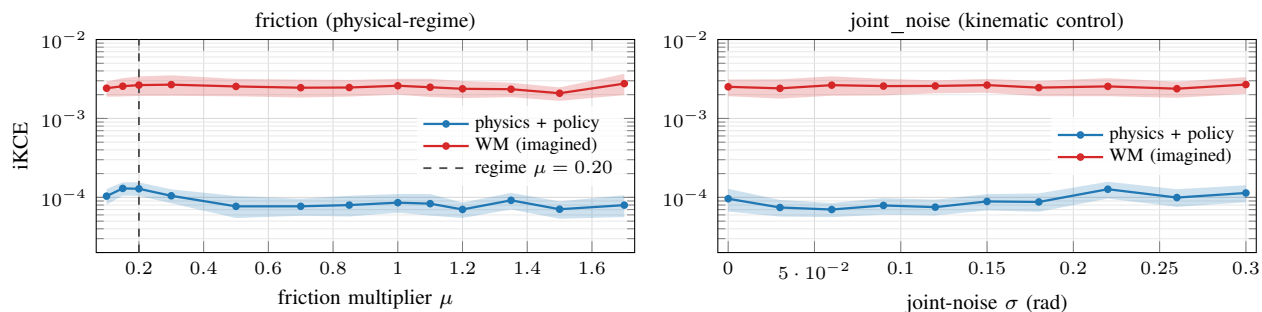 friction (physical-regime)
iKCE
10^−2
10^−3
10^−4
physics + policy
WM (imagined)
regime μ = 0.20
0.2 0.4 0.6 0.8 1 1.2 1.4 1.6
friction multiplier μ
joint_noise (kinematic control)
10^−2
10^−3
10^−4
physics + policy
WM (imagined)
0 5 · 10^−2 0.1 0.15 0.2 0.25 0.3
joint-noise σ (rad)